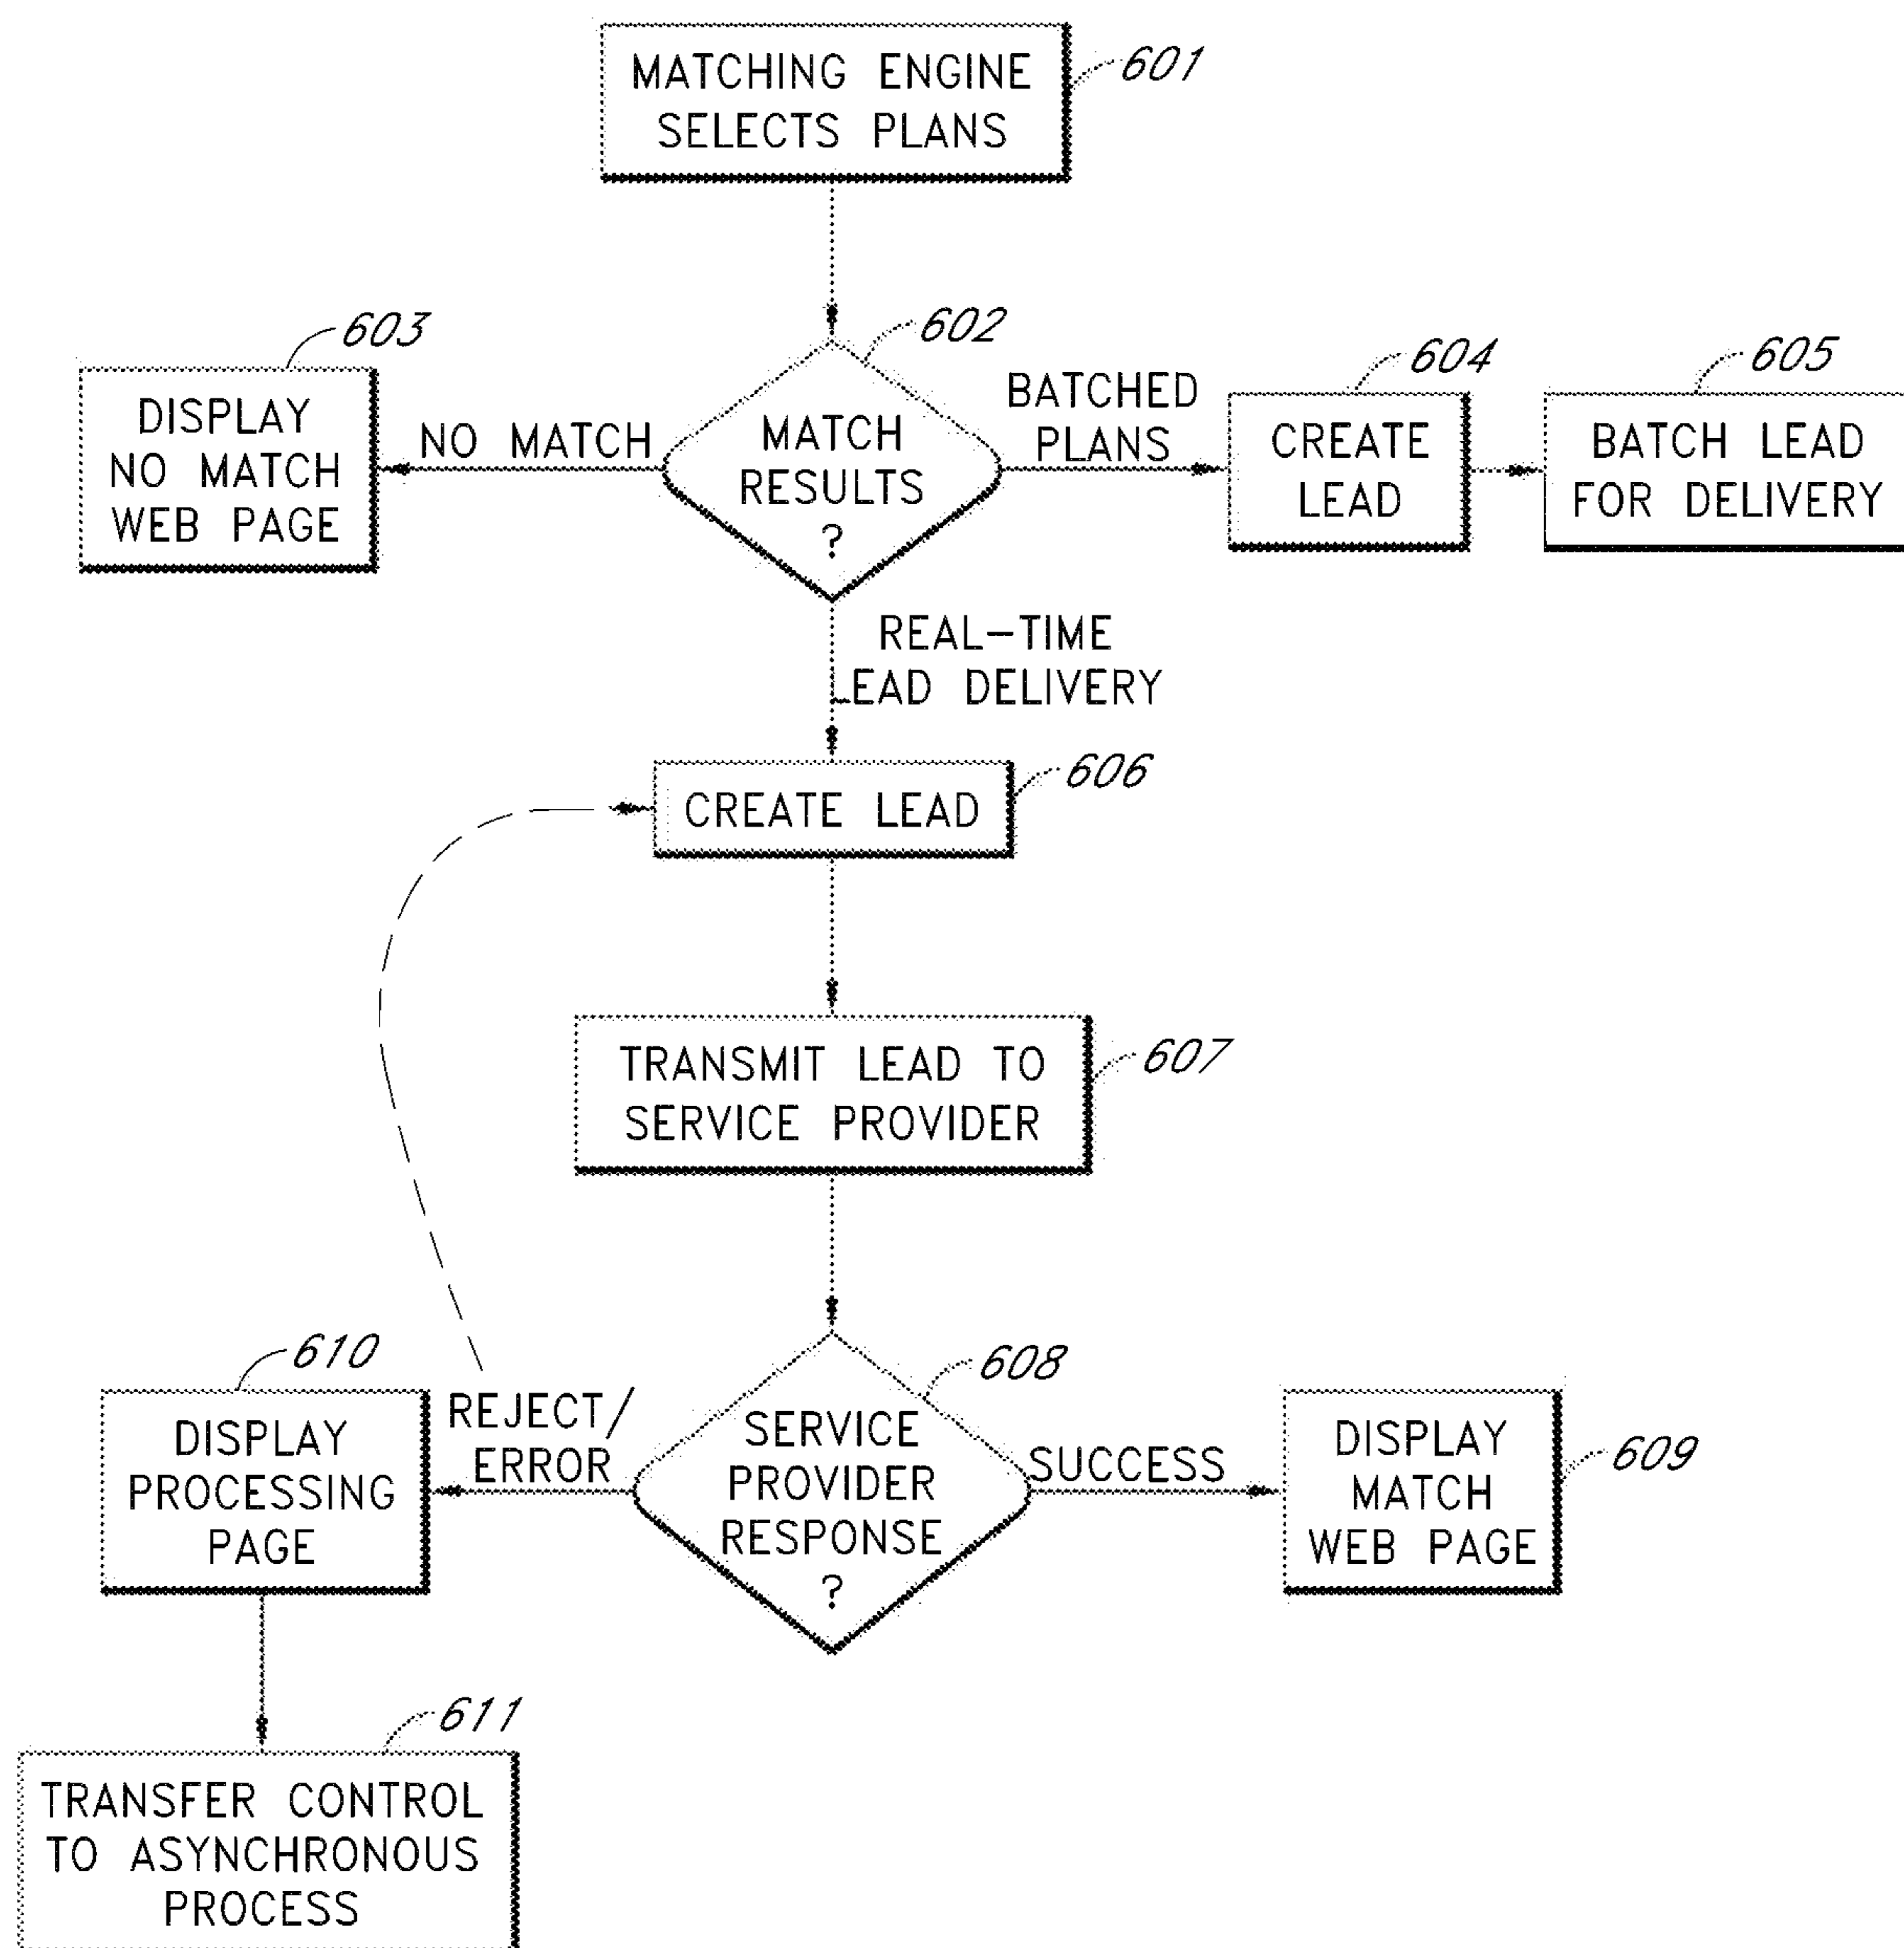 MATCHING ENGINE
SELECTS PLANS
601
602
MATCH
RESULTS
?
603
DISPLAY
NO MATCH
WEB PAGE
NO MATCH
BATCHED
PLANS
604
CREATE
LEAD
605
BATCH LEAD
FOR DELIVERY
REAL-TIME
LEAD DELIVERY
606
CREATE LEAD
TRANSMIT LEAD TO
SERVICE PROVIDER
607
608
SERVICE
PROVIDER
RESPONSE
?
610
DISPLAY
PROCESSING
PAGE
REJECT/
ERROR
SUCCESS
DISPLAY
MATCH
WEB PAGE
609
611
TRANSFER CONTROL
TO ASYNCHRONOUS
PROCESS